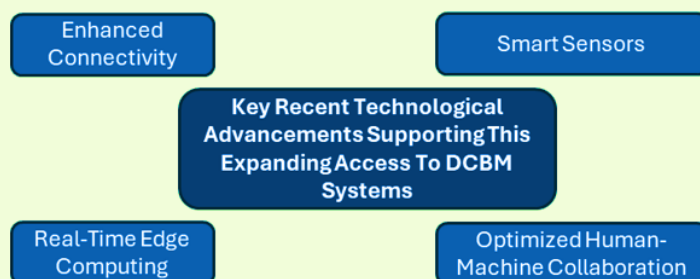 Enhanced
Connectivity
Smart Sensors
Key Recent Technological
Advancements Supporting This
Expanding Access To DCBM
Systems
Real-Time Edge
Computing
Optimized Human-
Machine Collaboration